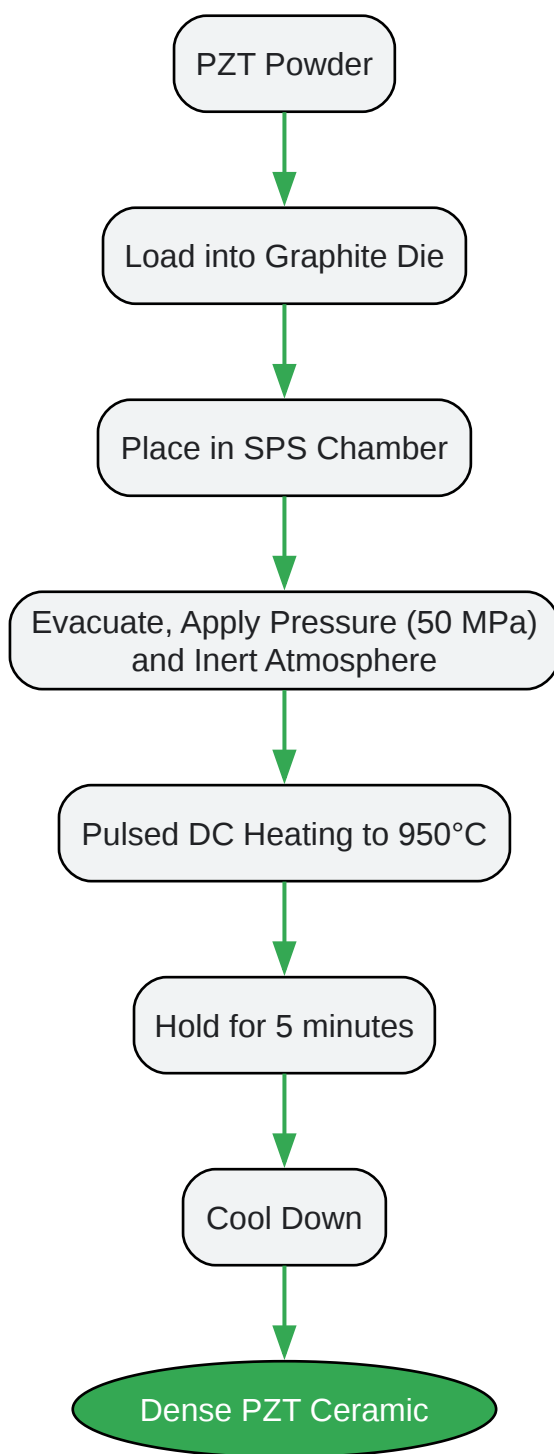 PZT Powder
Load into Graphite Die
Place in SPS Chamber
Evacuate, Apply Pressure (50 MPa)
and Inert Atmosphere
Pulsed DC Heating to 950°C
Hold for 5 minutes
Cool Down
Dense PZT Ceramic